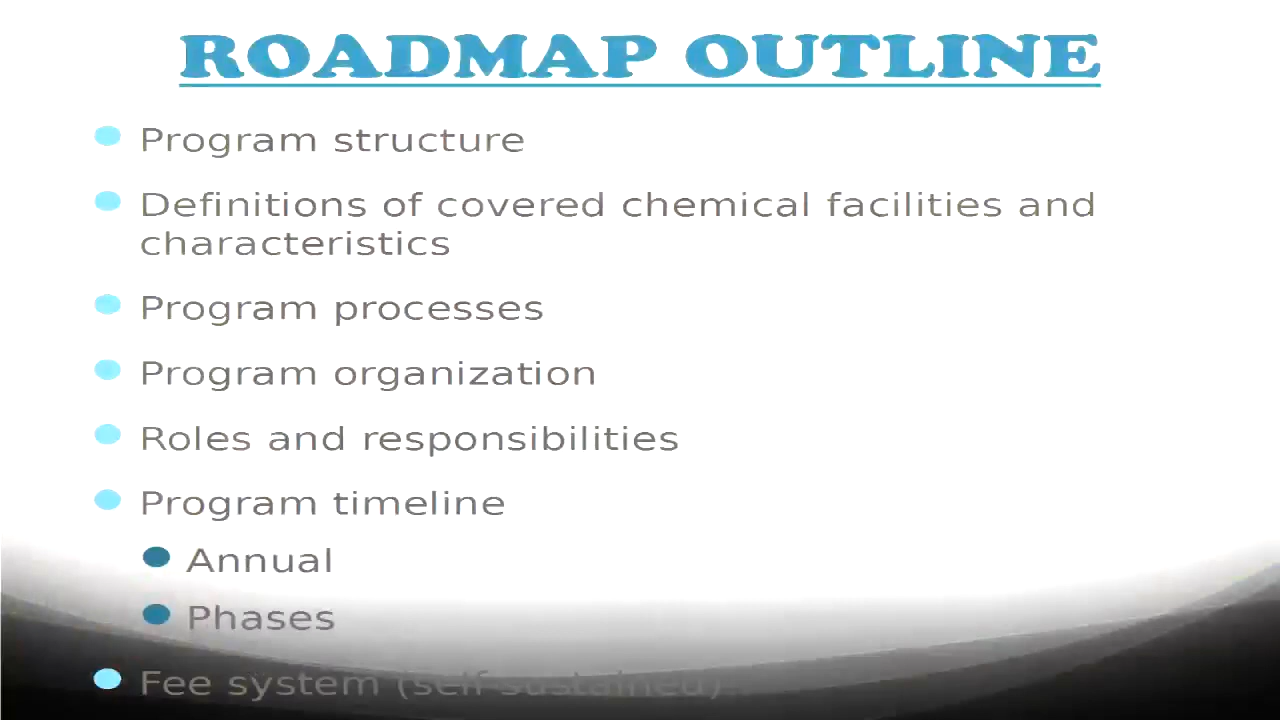 ROADMAP OUTLINE
Program structure
Definitions of covered chemical facilities and
characteristics
Program processes
Program organization
Roles and responsibilities
Program timeline
Annual
Phases
Fee system (self-sustained)